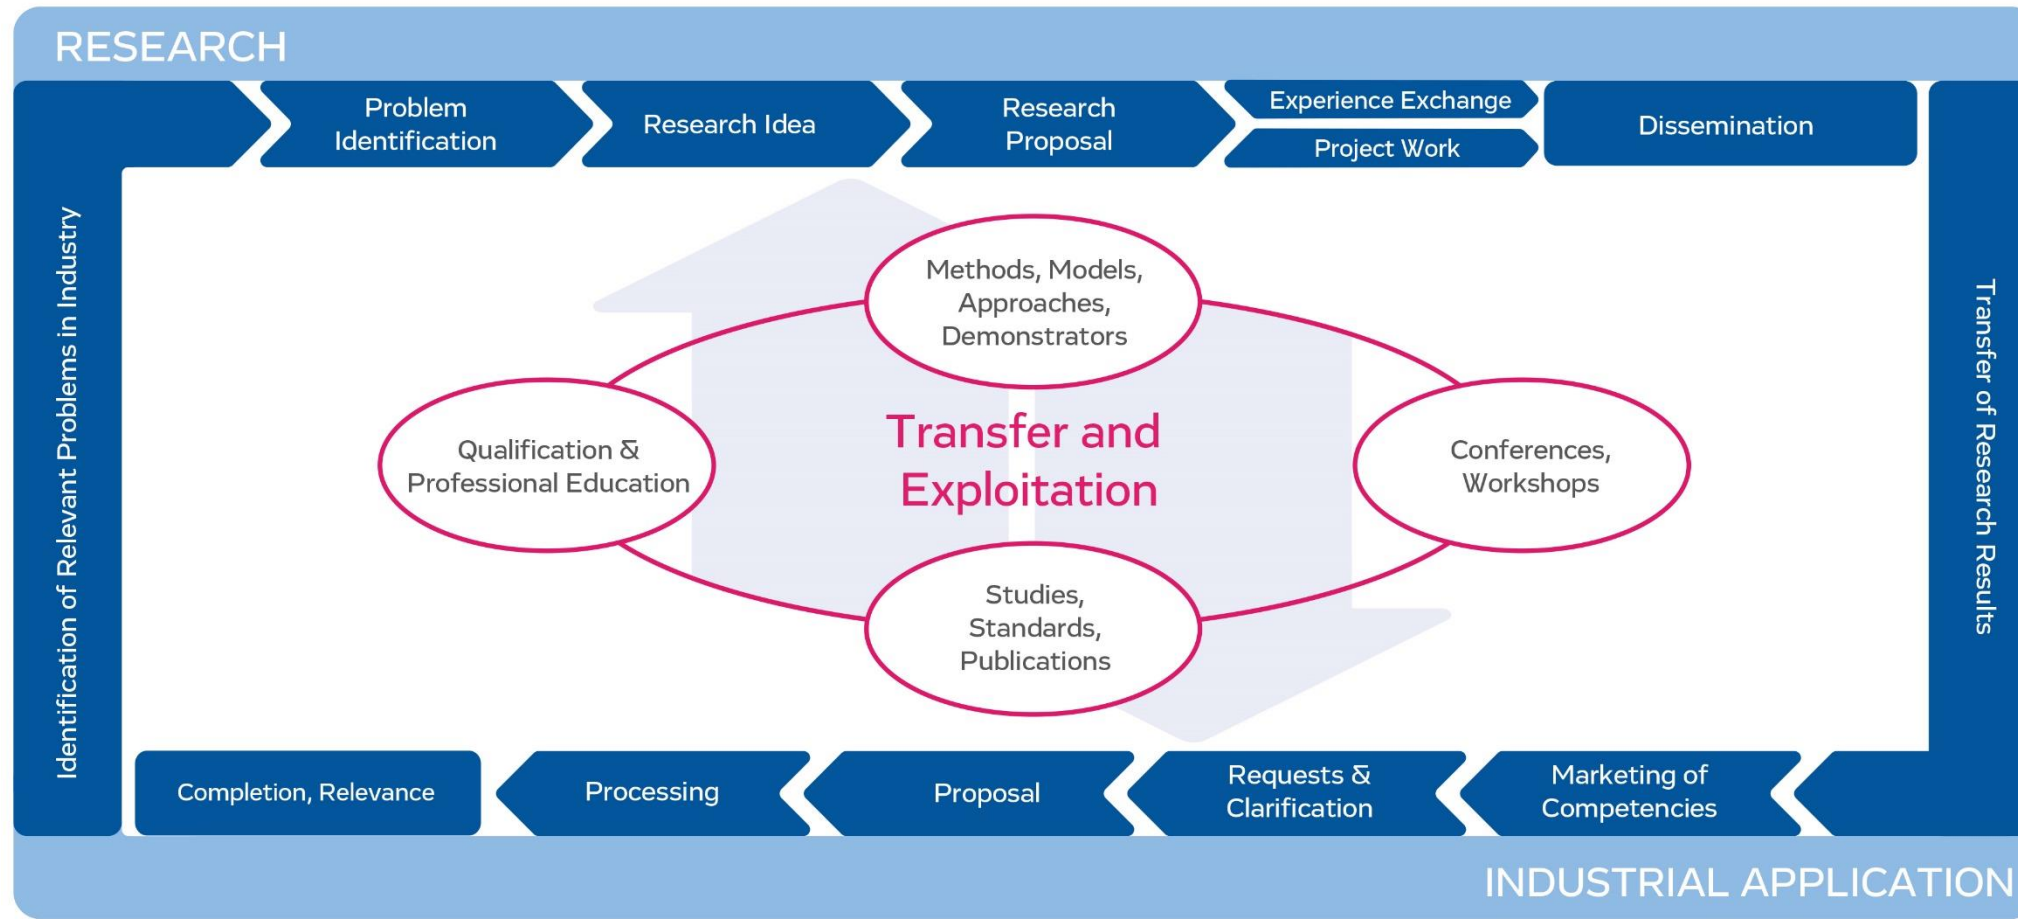 RESEARCH
Problem
Identification
Research Idea
Research
Proposal
Experience Exchange
Project Work
Dissemination
Identification of Relevant Problems in Industry
Methods, Models,
Approaches,
Demonstrators
Qualification &
Professional Education
Transfer and
Exploitation
Conferences,
Workshops
Studies,
Standards,
Publications
Transfer of Research Results
Completion, Relevance
Processing
Proposal
Requests &
Clarification
Marketing of
Competencies
INDUSTRIAL APPLICATION